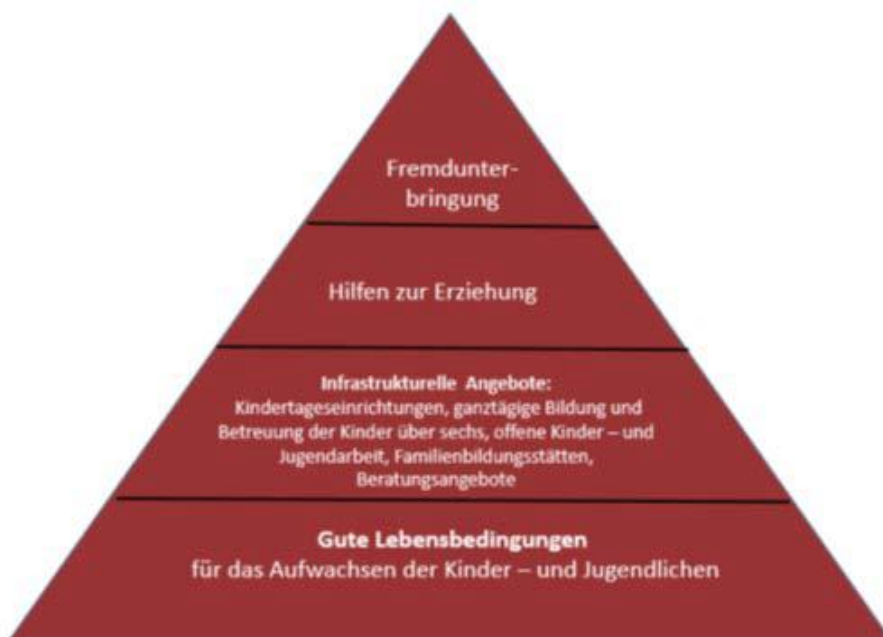 Fremdunter-
bringung
Hilfen zur Erziehung
Infrastrukturelle Angebote:
Kindertageseinrichtungen, ganztägige Bildung und
Betreuung der Kinder über sechs, offene Kinder – und
Jugendarbeit, Familienbildungsstätten,
Beratungsangebote
Gute Lebensbedingungen
für das Aufwachsen der Kinder – und Jugendlichen